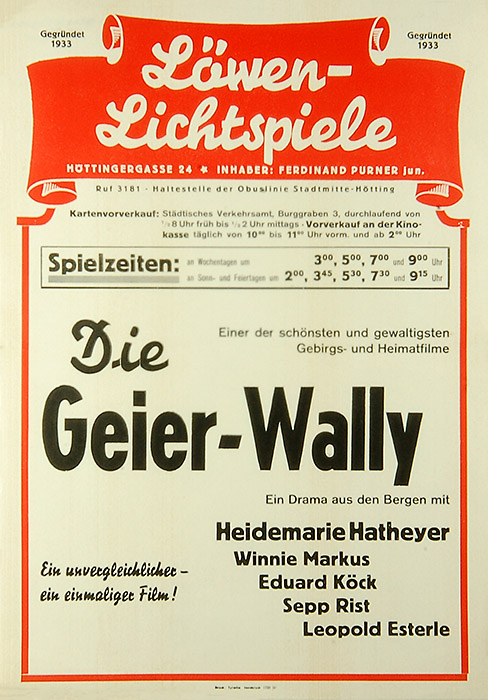 Gegründet
1933
Gegründet
1933
Löwen-
Lichtspiele
HÖTTINGERGASSE 24 * INHABER: FERDINAND PURNER jun.
Ruf 3181 - Haltestelle der Obuslinie Stadtmitte-Hötting
Kartenvorverkauf: Städtisches Verkehrsamt, Burggraben 3, durchlaufend von
½8 Uhr früh bis ½2 Uhr mittags - Vorverkauf an der Kino-
kasse täglich von 10⁰⁰ bis 11⁰⁰ Uhr vorm. und ab 2⁰⁰ Uhr
Spielzeiten: an Wochentagen um 3⁰⁰, 5⁰⁰, 7⁰⁰ und 9⁰⁰ Uhr
an Sonn- und Feiertagen um 2⁰⁰, 3⁴⁵, 5³⁰, 7³⁰ und 9¹⁵ Uhr
Die
Einer der schönsten und gewaltigsten
Gebirgs- und Heimatfilme
Geier-Wally
Ein Drama aus den Bergen mit
Heidemarie Hatheyer
Winnie Markus
Eduard Köck
Sepp Rist
Leopold Esterle
Ein unvergleichlicher -
ein einmaliger Film!